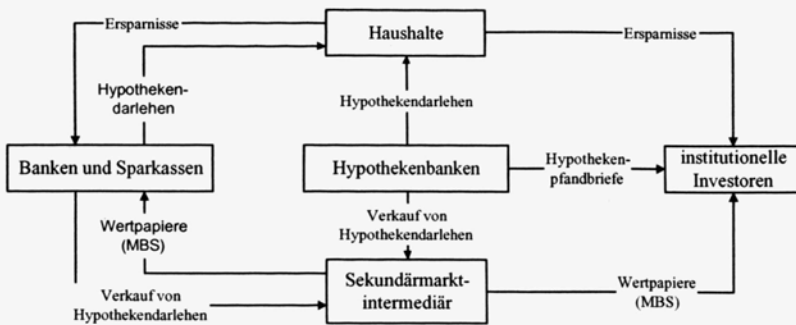 Ersparnisse
Haushalte
Ersparnisse
Hypotheken-
darlehen
Hypothekendarlehen
Banken und Sparkassen
Hypothekenbanken
Hypotheken-
pfandbriefe
institutionelle
Investoren
Wertpapiere
(MBS)
Verkauf von
Hypothekendarlehen
Sekundärmarkt-
intermediär
Verkauf von
Hypothekendarlehen
Wertpapiere
(MBS)